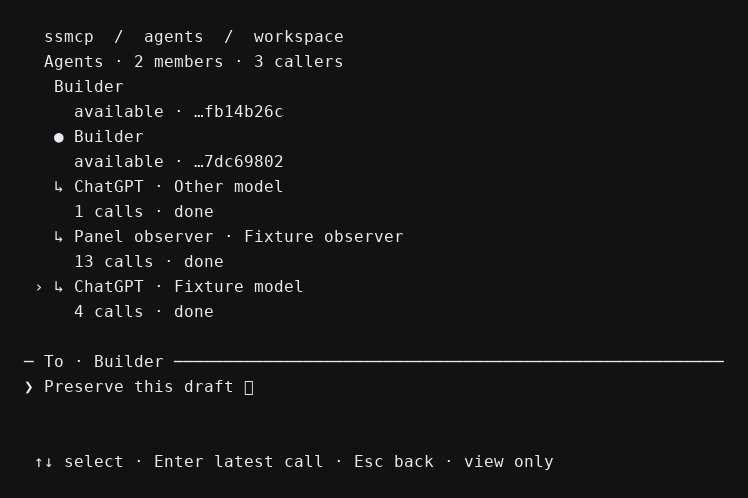 ssmcp / agents / workspace
Agents · 2 members · 3 callers
Builder
available · …fb14b26c
● Builder
available · …7dc69802
↳ ChatGPT · Other model
1 calls · done
↳ Panel observer · Fixture observer
13 calls · done
› ↳ ChatGPT · Fixture model
4 calls · done
─ To · Builder ───────────────────────────────────────────────────────
❯ Preserve this draft
↑↓ select · Enter latest call · Esc back · view only